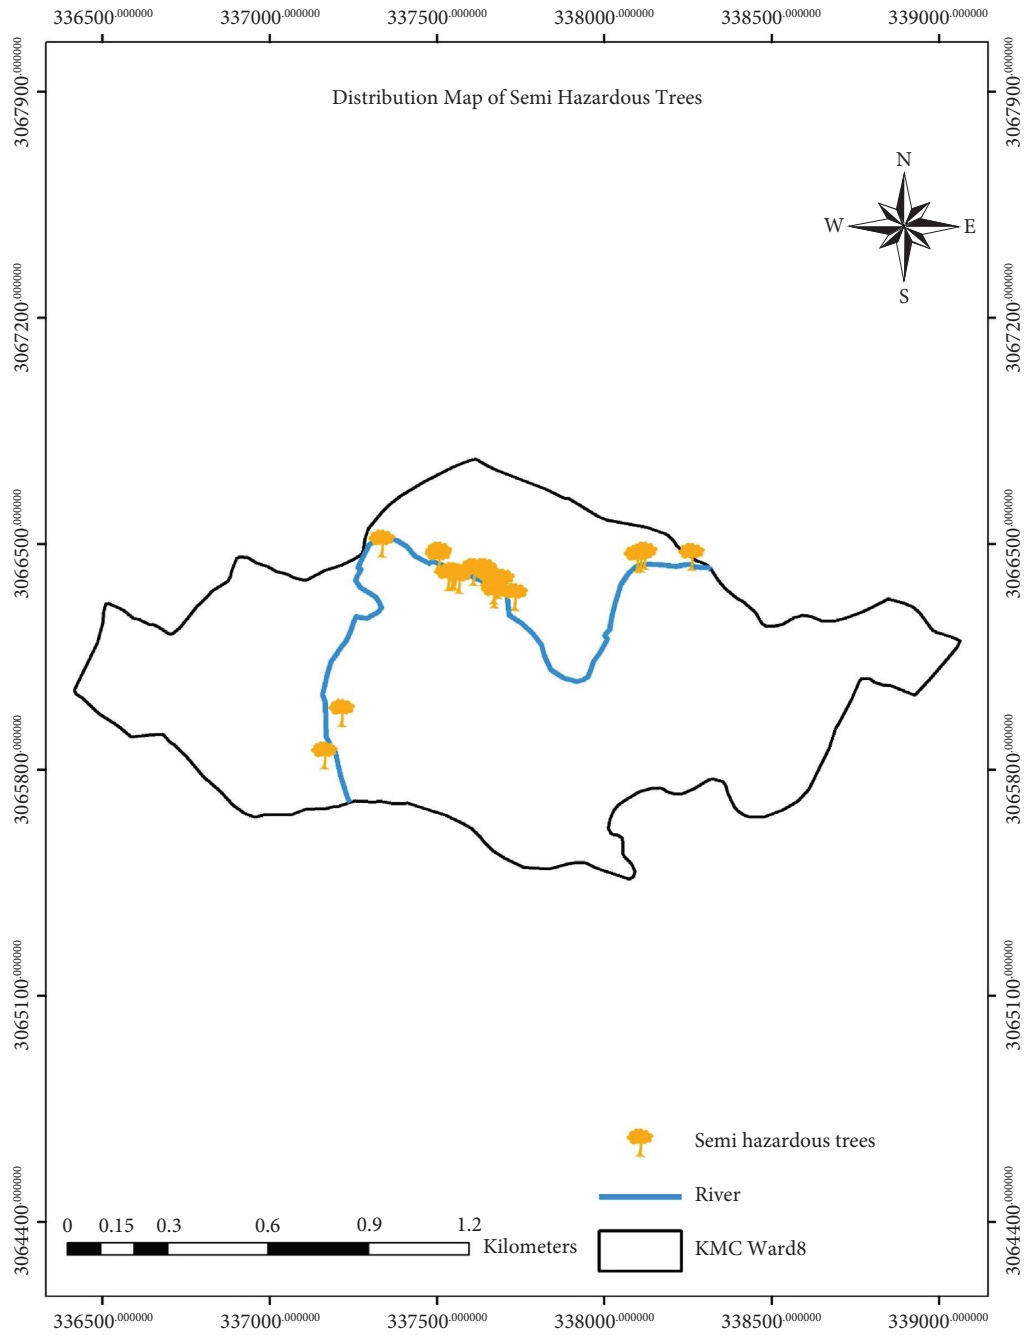 336500.000000 337000.000000 337500.000000 338000.000000 338500.000000 339000.000000
3067900.000000 3067900.000000
Distribution Map of Semi Hazardous Trees
N
W E
S
3067200.000000 3067200.000000
3066500.000000 3066500.000000
3065800.000000 3065800.000000
3065100.000000 3065100.000000
Semi hazardous trees
River
3064400.000000 3064400.000000
0 0.15 0.3 0.6 0.9 1.2
Kilometers
KMC Ward8
336500.000000 337000.000000 337500.000000 338000.000000 338500.000000 339000.000000